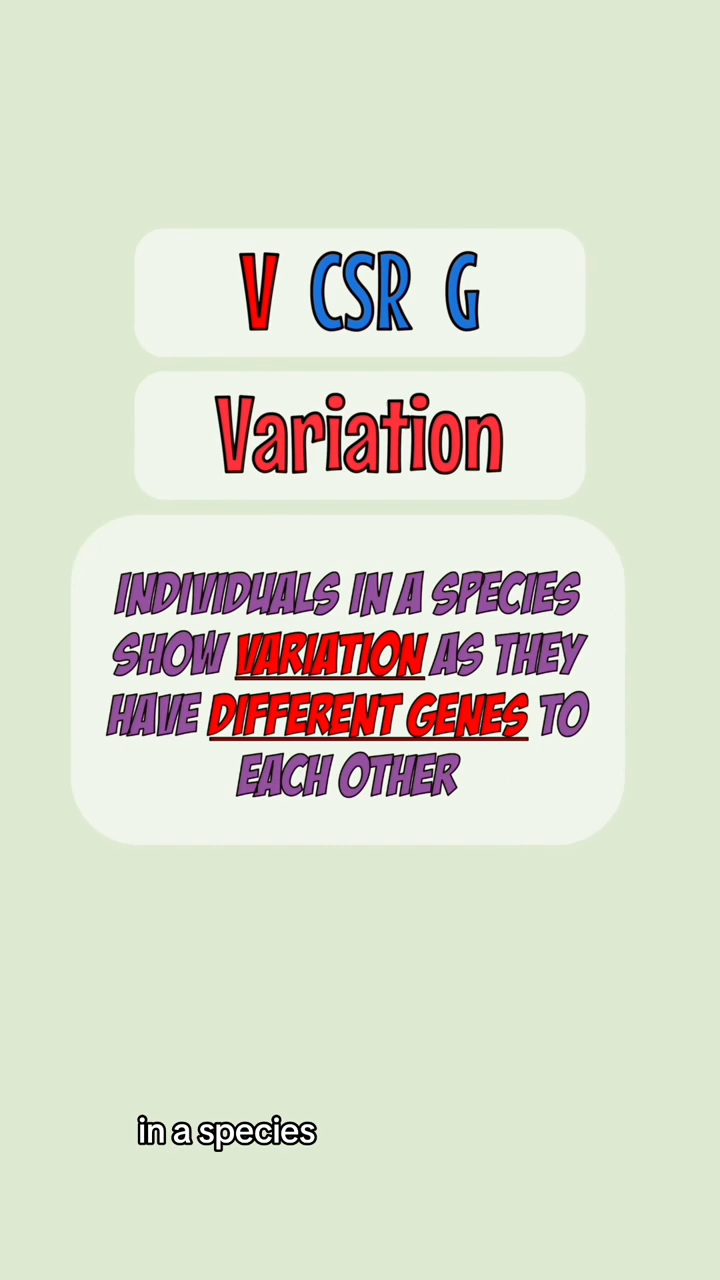 V CSR G
Variation
INDIVIDUALS IN A SPECIES
SHOW VARIATION AS THEY
HAVE DIFFERENT GENES TO
EACH OTHER
in a species